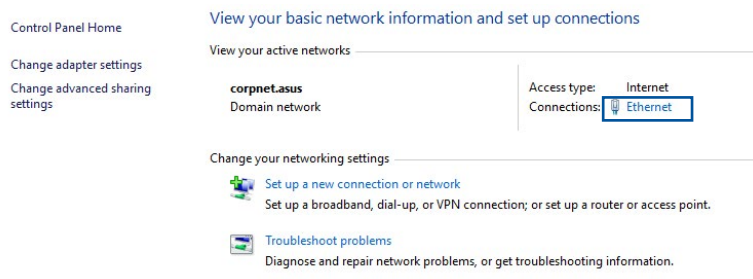 Control Panel Home
Change adapter settings
Change advanced sharing
settings
View your basic network information and set up connections
View your active networks
corpnet.asus
Domain network
Access type: Internet
Connections: Ethernet
Change your networking settings
Set up a new connection or network
Set up a broadband, dial-up, or VPN connection; or set up a router or access point.
Troubleshoot problems
Diagnose and repair network problems, or get troubleshooting information.